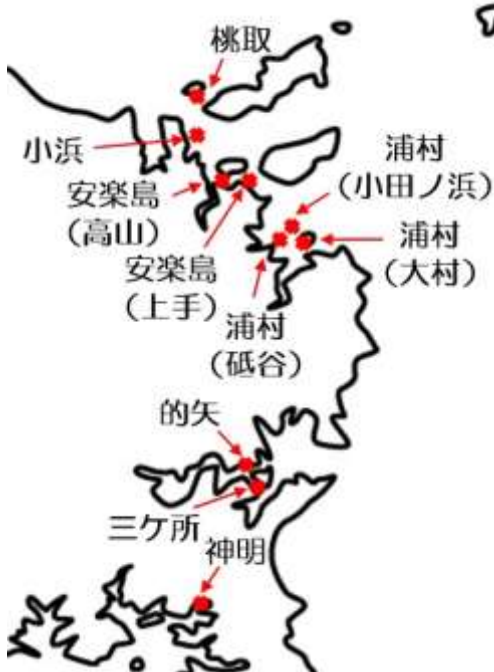 桃取
小浜
安楽島
（高山）
安楽島
（上手）
浦村
（小田ノ浜）
浦村
（大村）
浦村
（砥谷）
的矢
三ケ所
神明